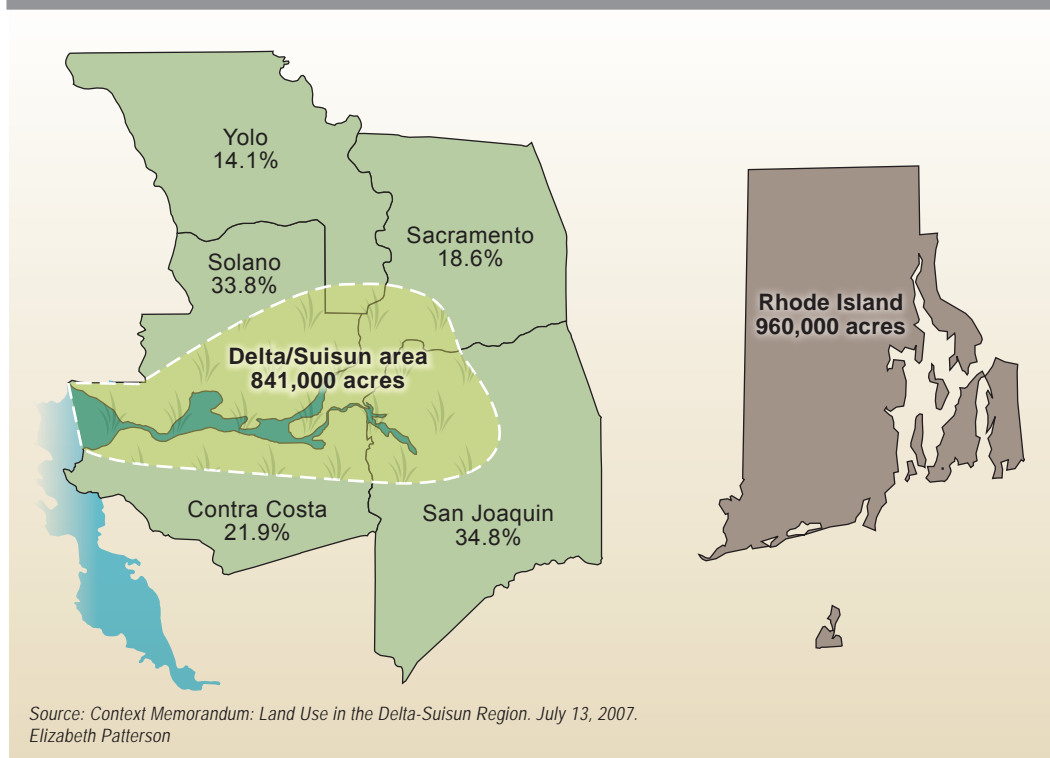 Yolo
14.1%
Sacramento
18.6%
Solano
33.8%
Delta/Suisun area
841,000 acres
Rhode Island
960,000 acres
Contra Costa
21.9%
San Joaquin
34.8%
Source: Context Memorandum: Land Use in the Delta-Suisun Region. July 13, 2007.
Elizabeth Patterson